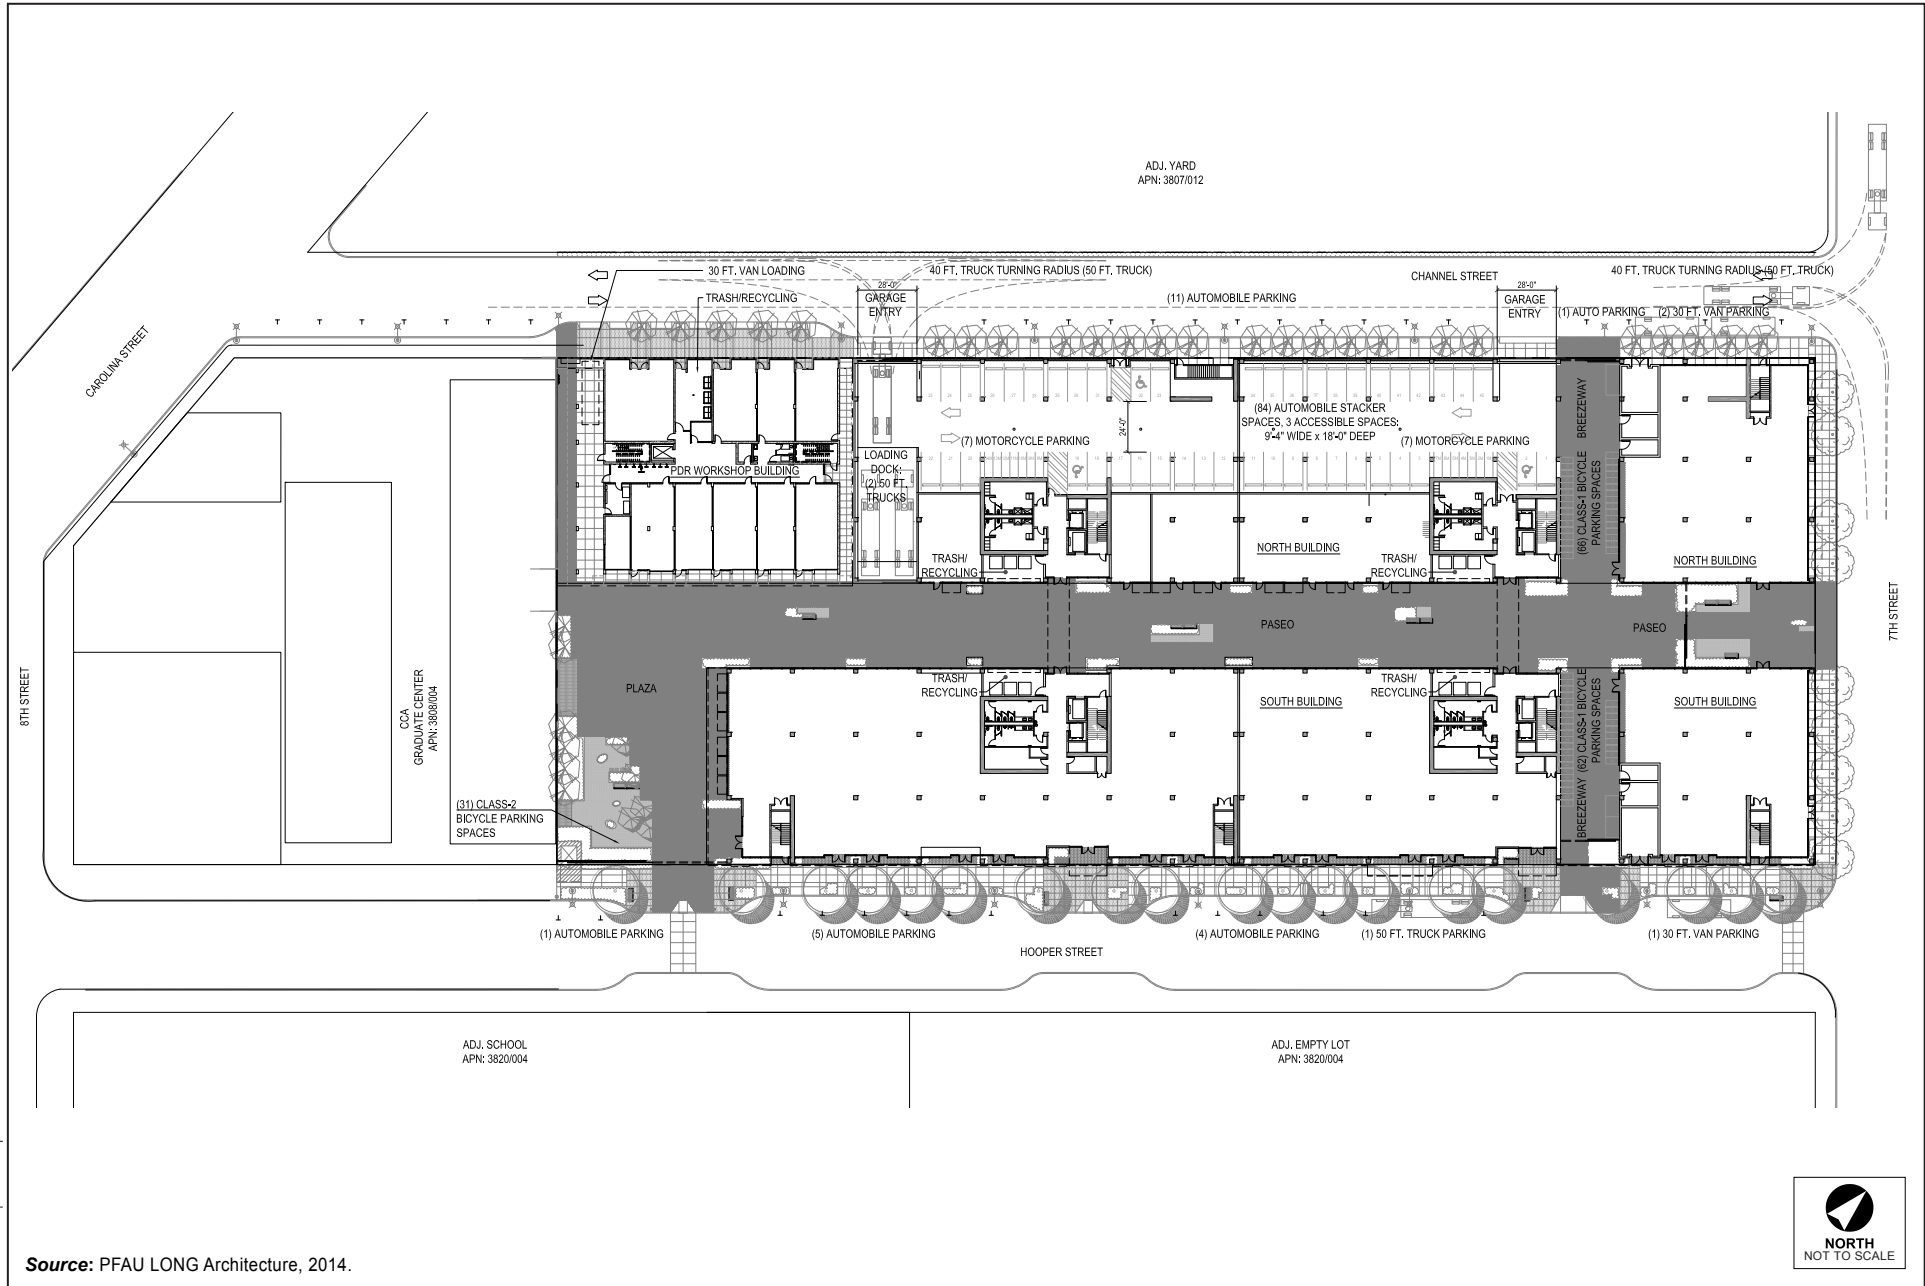 ADJ. YARD
APN: 3807/012
30 FT. VAN LOADING
40 FT. TRUCK TURNING RADIUS (50 FT. TRUCK)
CHANNEL STREET
40 FT. TRUCK TURNING RADIUS (50 FT. TRUCK)
TRASH/RECYCLING
28'-0"
GARAGE
ENTRY
(11) AUTOMOBILE PARKING
28'-0"
GARAGE
ENTRY
(1) AUTO PARKING
(2) 30 FT. VAN PARKING
CAROLINA STREET
(84) AUTOMOBILE STACKER
SPACES, 3 ACCESSIBLE SPACES:
9'-4" WIDE x 18'-0" DEEP
24'-0"
(7) MOTORCYCLE PARKING
(7) MOTORCYCLE PARKING
BREEZEWAY
(66) CLASS-1 BICYCLE
PARKING SPACES
PDR WORKSHOP BUILDING
LOADING
DOCK:
(2) 50 FT.
TRUCKS
TRASH/
RECYCLING
NORTH BUILDING
TRASH/
RECYCLING
NORTH BUILDING
7TH STREET
PASEO
PASEO
8TH STREET
CCA
GRADUATE CENTER
APN: 3808/004
PLAZA
TRASH/
RECYCLING
SOUTH BUILDING
TRASH/
RECYCLING
BREEZEWAY (62) CLASS-1 BICYCLE
PARKING SPACES
SOUTH BUILDING
(31) CLASS-2
BICYCLE PARKING
SPACES
(1) AUTOMOBILE PARKING
(5) AUTOMOBILE PARKING
(4) AUTOMOBILE PARKING
(1) 50 FT. TRUCK PARKING
(1) 30 FT. VAN PARKING
HOOPER STREET
ADJ. SCHOOL
APN: 3820/004
ADJ. EMPTY LOT
APN: 3820/004
NORTH
NOT TO SCALE
Source: PFAU LONG Architecture, 2014.